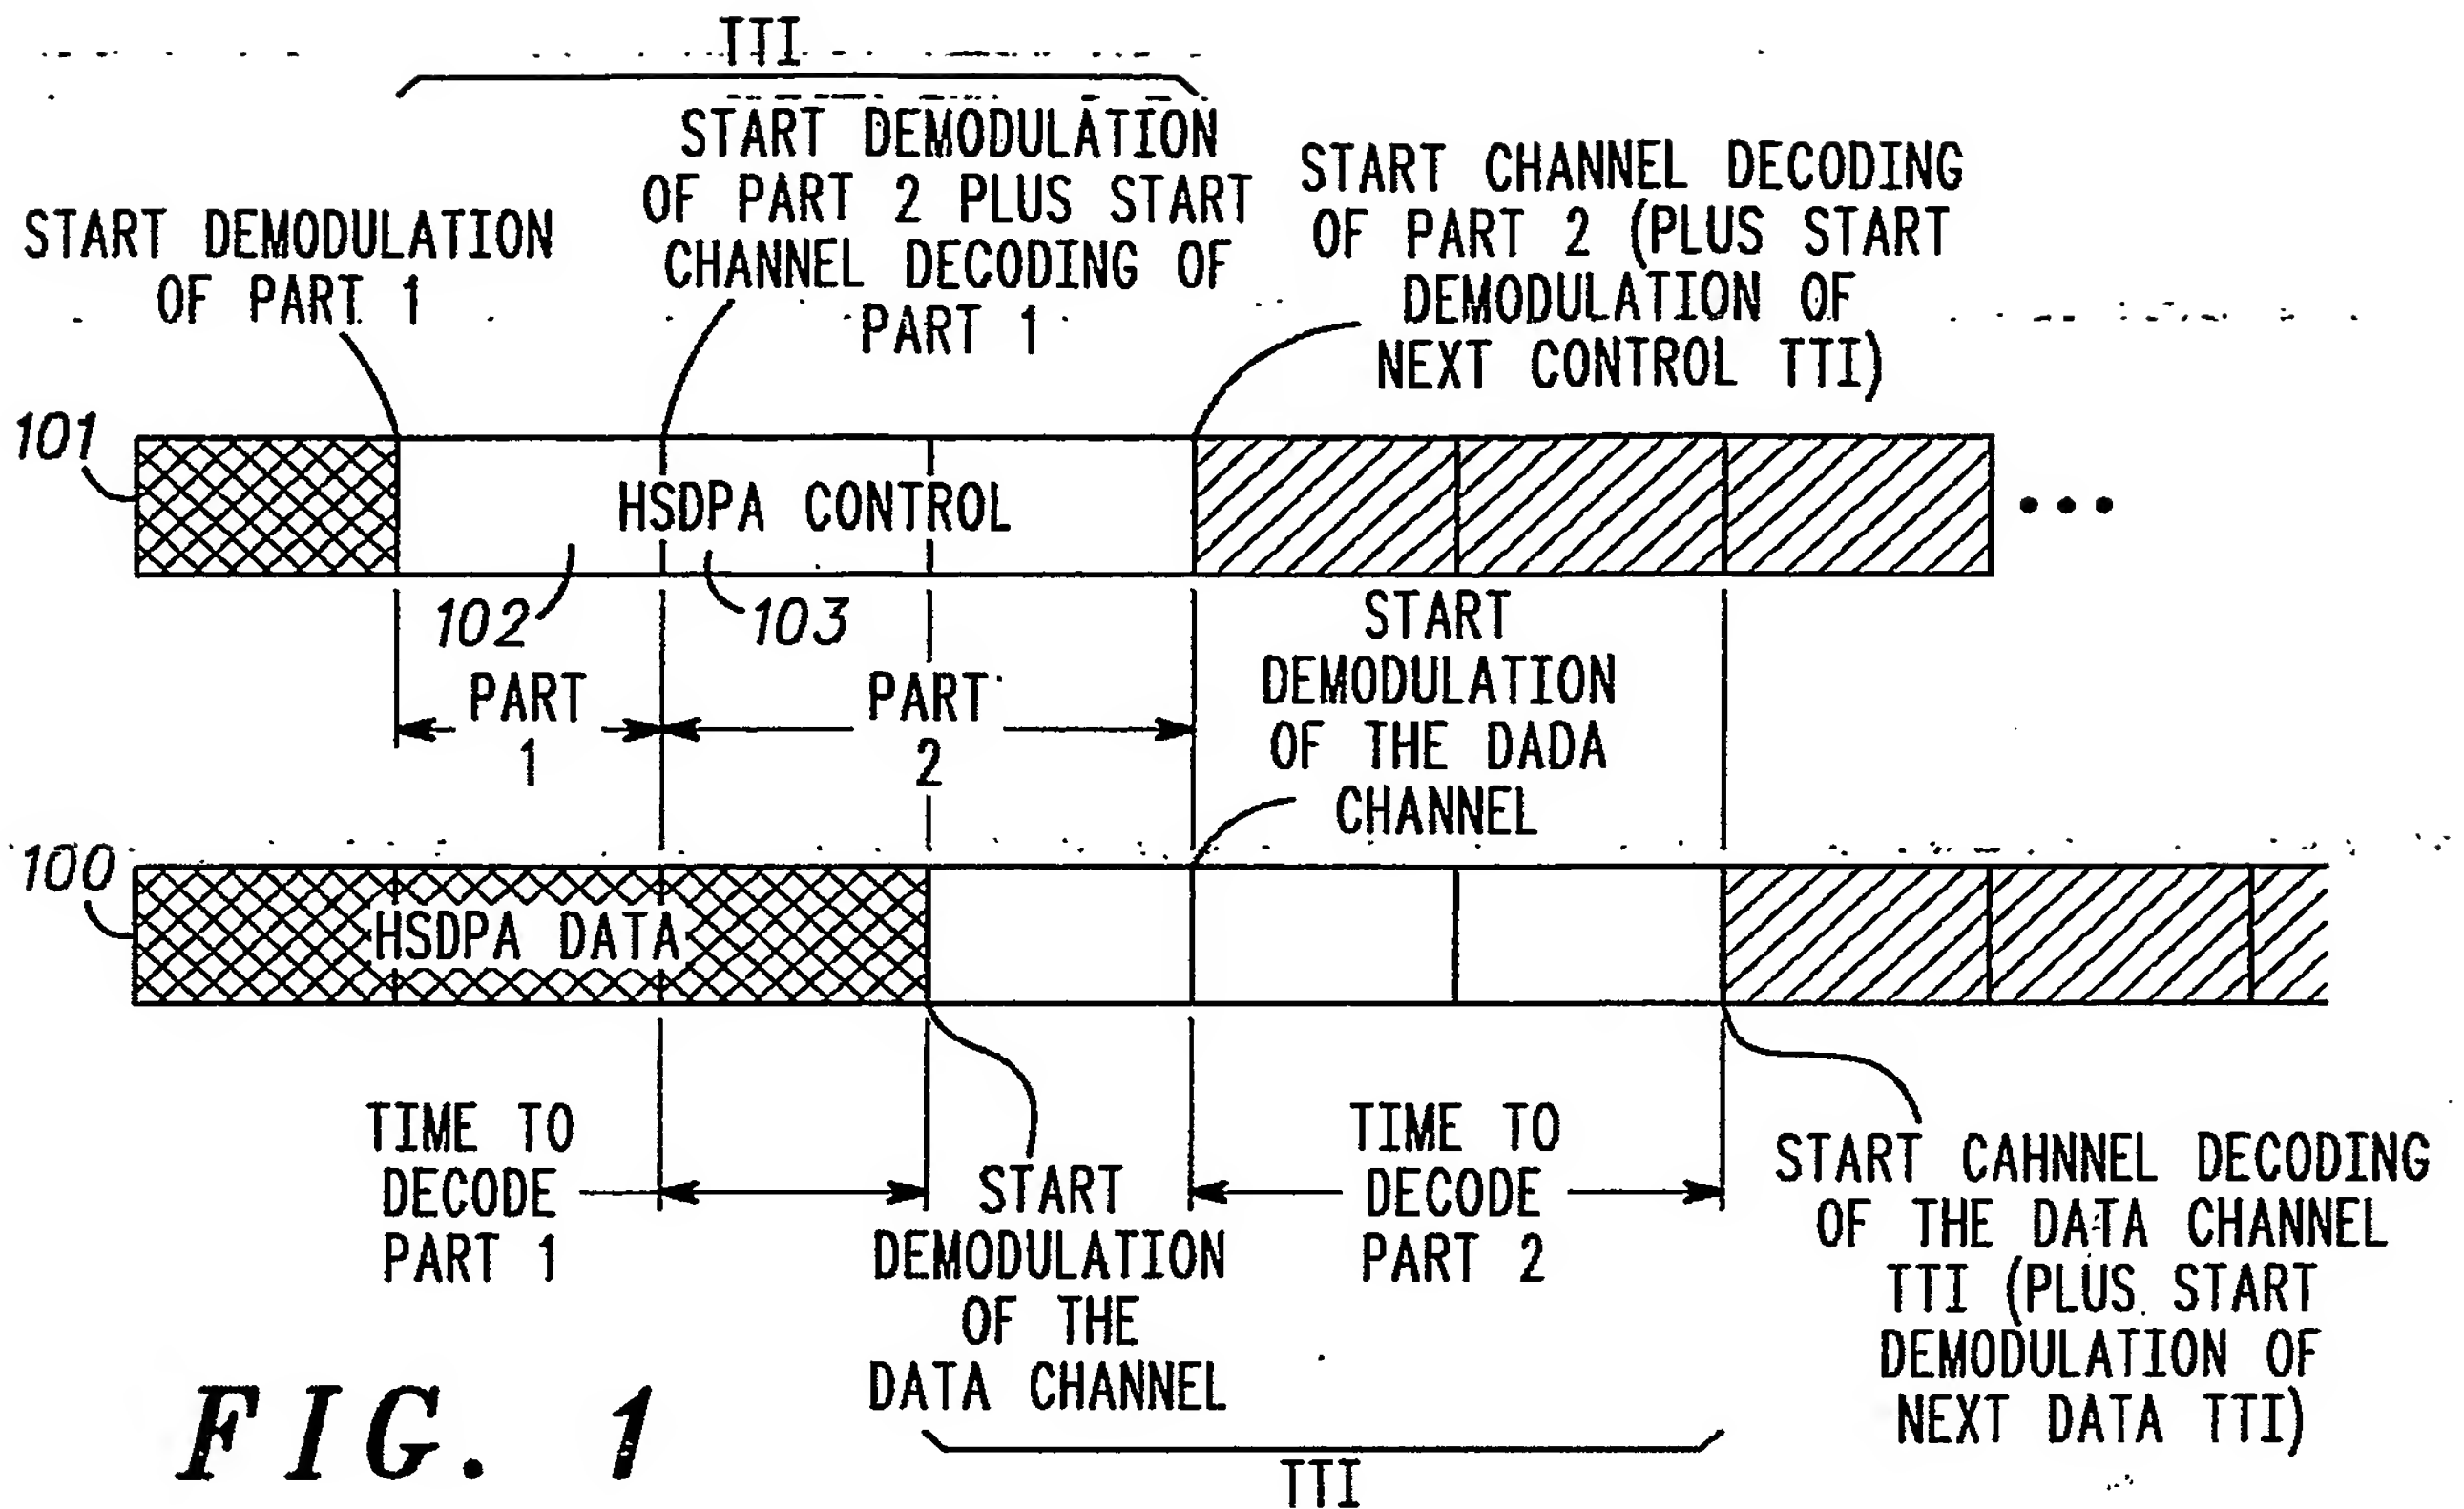 TTI
START DEMODULATION
OF PART 1
START DEMODULATION
OF PART 2 PLUS START
CHANNEL DECODING OF
PART 1
START CHANNEL DECODING
OF PART 2 (PLUS START
DEMODULATION OF
NEXT CONTROL TTI)
101
HSDPA CONTROL
102
103
PART
1
PART
2
START
DEMODULATION
OF THE DADA
CHANNEL
100
HSDPA DATA
TIME TO
DECODE
PART 1
START
DEMODULATION
OF THE
DATA CHANNEL
TIME TO
DECODE
PART 2
START CAHNNEL DECODING
OF THE DATA CHANNEL
TTI (PLUS START
DEMODULATION OF
NEXT DATA TTI)
TTI
FIG. 1